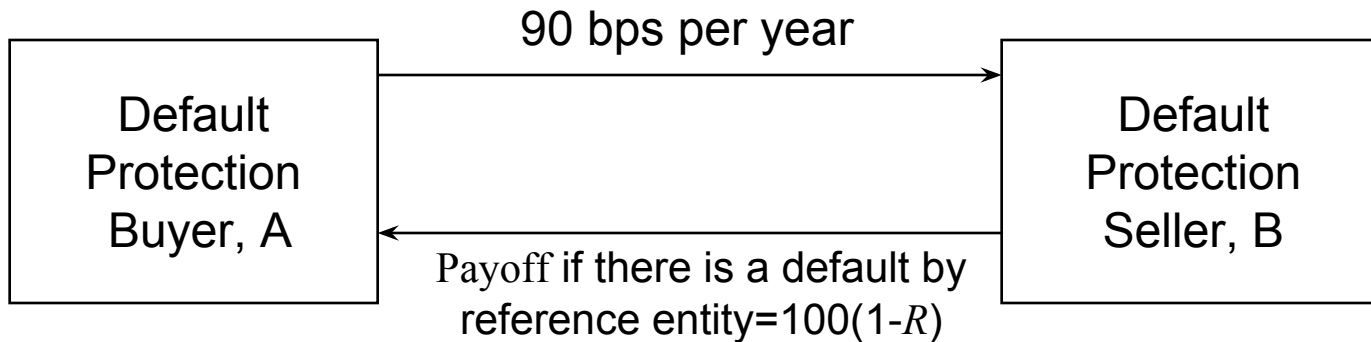 90 bps per year
Default
Protection
Buyer, A
Default
Protection
Seller, B
Payoff if there is a default by
reference entity=100(1-R)